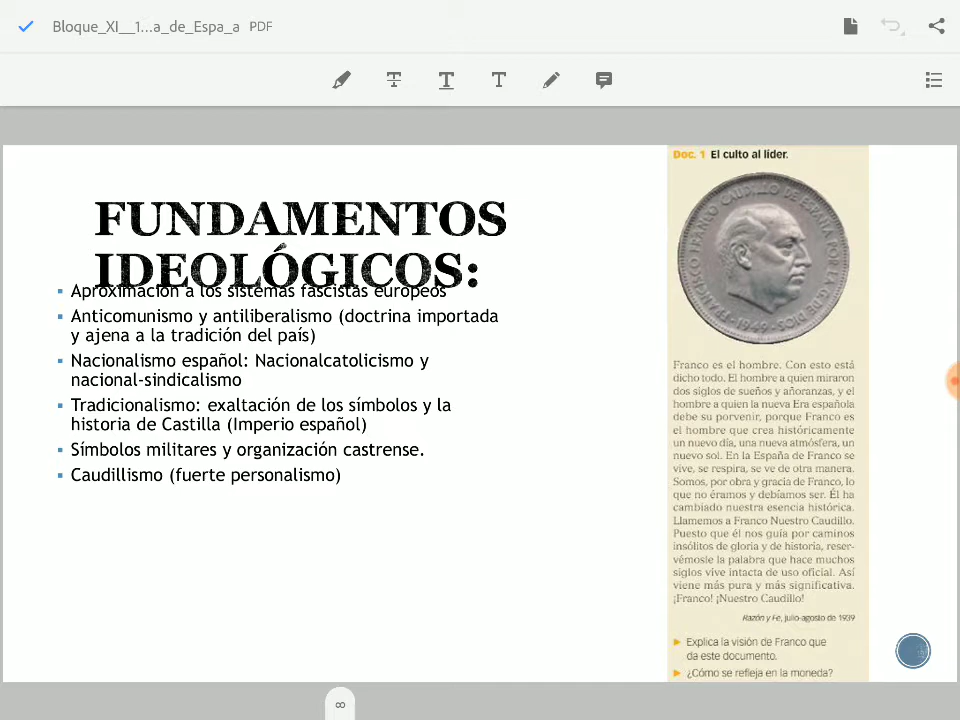 Bloque_XI__1...a_de_Espa_a PDF
FUNDAMENTOS
IDEOLÓGICOS:
▪ Aproximación a los sistemas fascistas europeos
▪ Anticomunismo y antiliberalismo (doctrina importada
y ajena a la tradición del país)
▪ Nacionalismo español: Nacionalcatolicismo y
nacional-sindicalismo
▪ Tradicionalismo: exaltación de los símbolos y la
historia de Castilla (Imperio español)
▪ Símbolos militares y organización castrense.
▪ Caudillismo (fuerte personalismo)
Doc. 1 El culto al líder.
FRANCISCO FRANCO CAUDILLO DE ESPAÑA POR LA G. DE DIOS
1949
Franco es el hombre. Con esto está
dicho todo. El hombre a quien miraron
dos siglos de sueños y añoranzas, y el
hombre a quien la nueva Era española
debe su porvenir, porque Franco es
el hombre que crea históricamente
un nuevo día, una nueva atmósfera, un
nuevo sol. En la España de Franco se
vive, se respira, se ve de otra manera.
Somos, por obra y gracia de Franco, lo
que no éramos y debíamos ser. Él ha
cambiado nuestra esencia histórica.
Llamemos a Franco Nuestro Caudillo.
Puesto que él nos guía por caminos
insólitos de gloria y de historia, reser-
vémosle la palabra que hace muchos
siglos vive intacta de uso oficial. Así
viene más pura y más significativa.
¡Franco! ¡Nuestro Caudillo!
Razón y Fe, julio-agosto de 1939
► Explica la visión de Franco que
da este documento.
► ¿Cómo se refleja en la moneda?
8